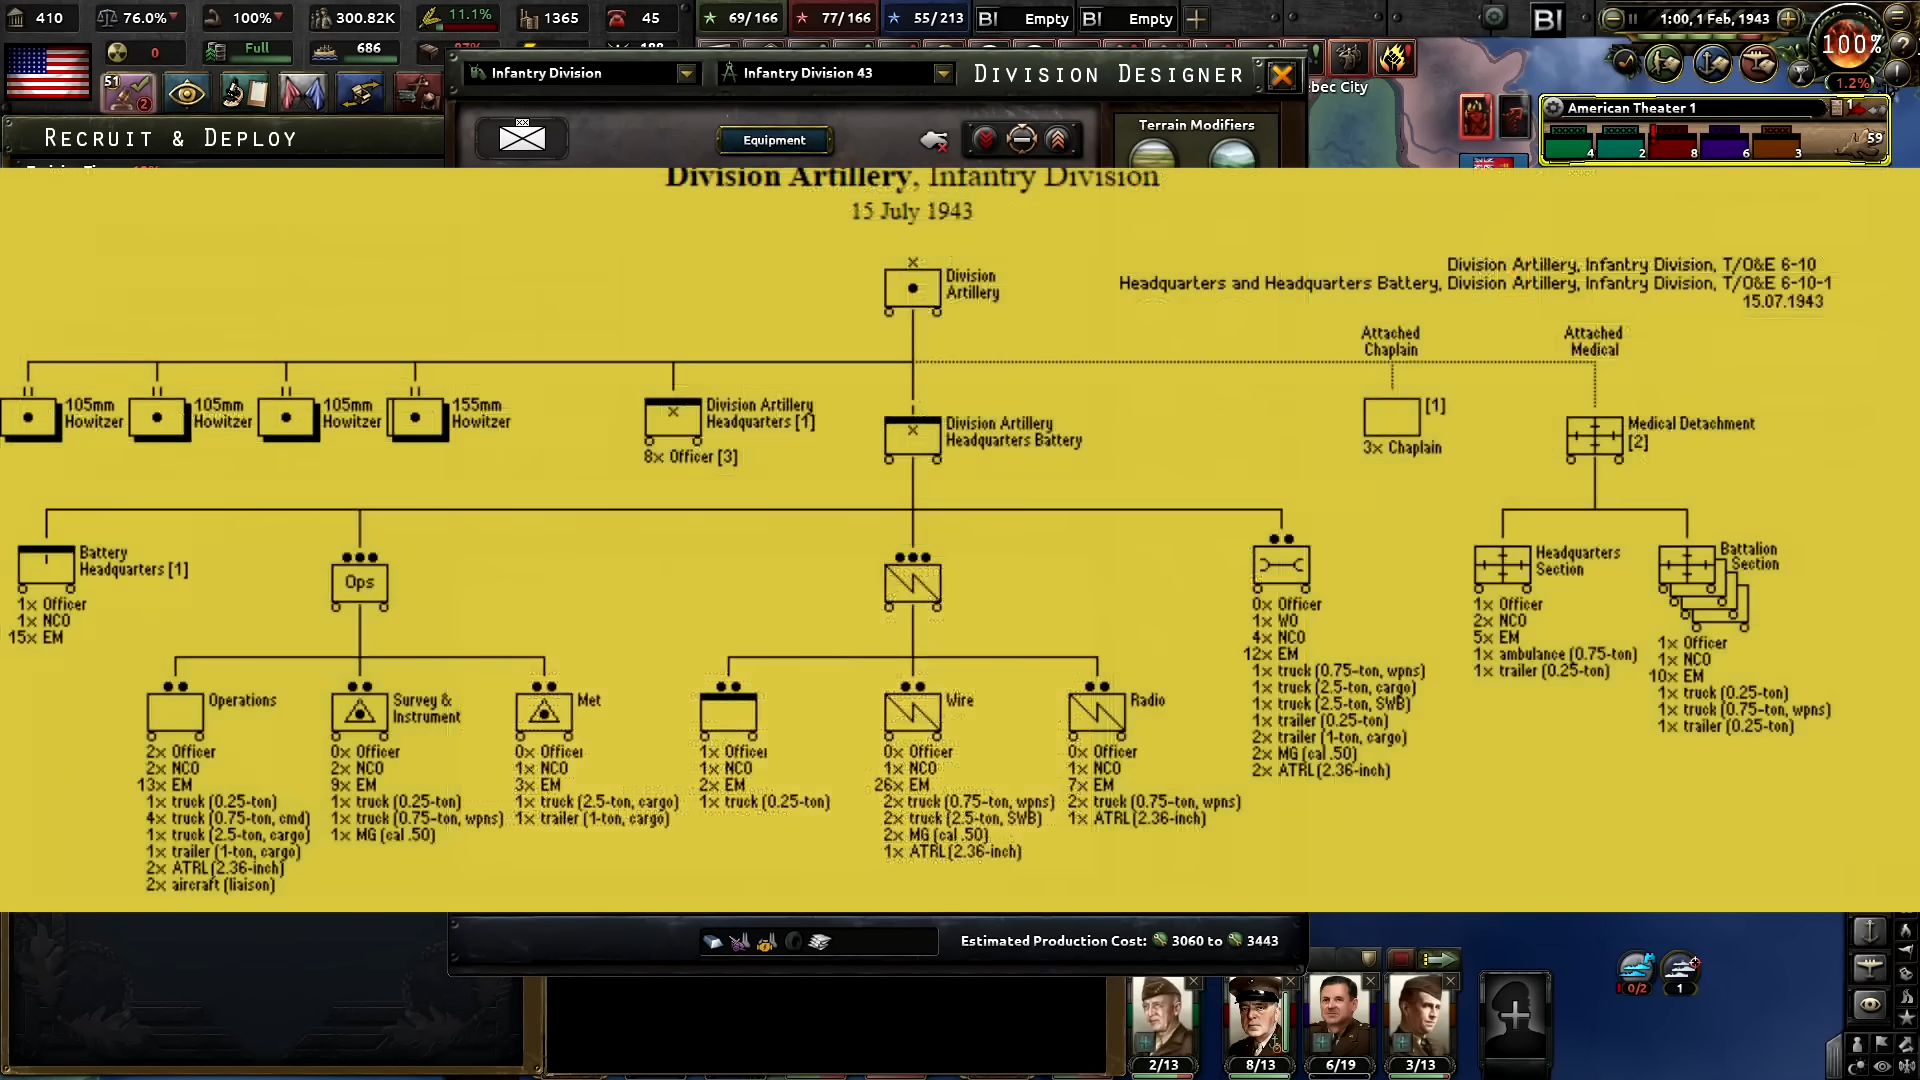 410
76.0%
100%
300.82K
11.1%
1365
45
69/166
77/166
55/213
Empty
Empty
1:00, 1 Feb, 1943
100%
1.2%
0
Full
686
51
2
Infantry Division
Infantry Division 43
DIVISION DESIGNER
bec City
RECRUIT & DEPLOY
Equipment
Terrain Modifiers
American Theater 1
1
4
2
8
6
3
59
Division Artillery, Infantry Division
15 July 1943
Division
Artillery
Division Artillery, Infantry Division, T/O&E 6-10
Headquarters and Headquarters Battery, Division Artillery, Infantry Division, T/O&E 6-10-1
15.07.1943
Attached
Chaplain
Attached
Medical
105mm
Howitzer
105mm
Howitzer
105mm
Howitzer
155mm
Howitzer
Division Artillery
Headquarters [1]
8x Officer [3]
Division Artillery
Headquarters Battery
[1]
3x Chaplain
Medical Detachment
[2]
Battery
Headquarters [1]
1x Officer
1x NCO
15x EM
Ops
0x Officer
1x WO
4x NCO
12x EM
1x truck (0.75-ton, wpns)
1x truck (2.5-ton, cargo)
1x truck (2.5-ton, SWB)
1x trailer (0.25-ton)
2x trailer (1-ton, cargo)
2x MG (cal .50)
2x ATRL (2.36-inch)
Headquarters
Section
1x Officer
2x NCO
5x EM
1x ambulance (0.75-ton)
1x trailer (0.25-ton)
Battalion
Section
1x Officer
1x NCO
10x EM
1x truck (0.25-ton)
1x truck (0.75-ton, wpns)
1x trailer (0.25-ton)
Operations
2x Officer
2x NCO
13x EM
1x truck (0.25-ton)
4x truck (0.75-ton, cmd)
1x truck (2.5-ton, cargo)
1x trailer (1-ton, cargo)
2x ATRL (2.36-inch)
2x aircraft (liaison)
Survey &
Instrument
0x Officer
2x NCO
9x EM
1x truck (0.25-ton)
1x truck (0.75-ton, wpns)
1x MG (cal .50)
Met
0x Officer
1x NCO
3x EM
1x truck (2.5-ton, cargo)
1x trailer (1-ton, cargo)
1x Officer
1x NCO
2x EM
1x truck (0.25-ton)
Wire
0x Officer
1x NCO
26x EM
2x truck (0.75-ton, wpns)
2x truck (2.5-ton, SWB)
2x MG (cal .50)
1x ATRL (2.36-inch)
Radio
0x Officer
1x NCO
7x EM
2x truck (0.75-ton, wpns)
1x ATRL (2.36-inch)
Estimated Production Cost: 3060 to 3443
0/2
1
2/13
8/13
6/19
3/13